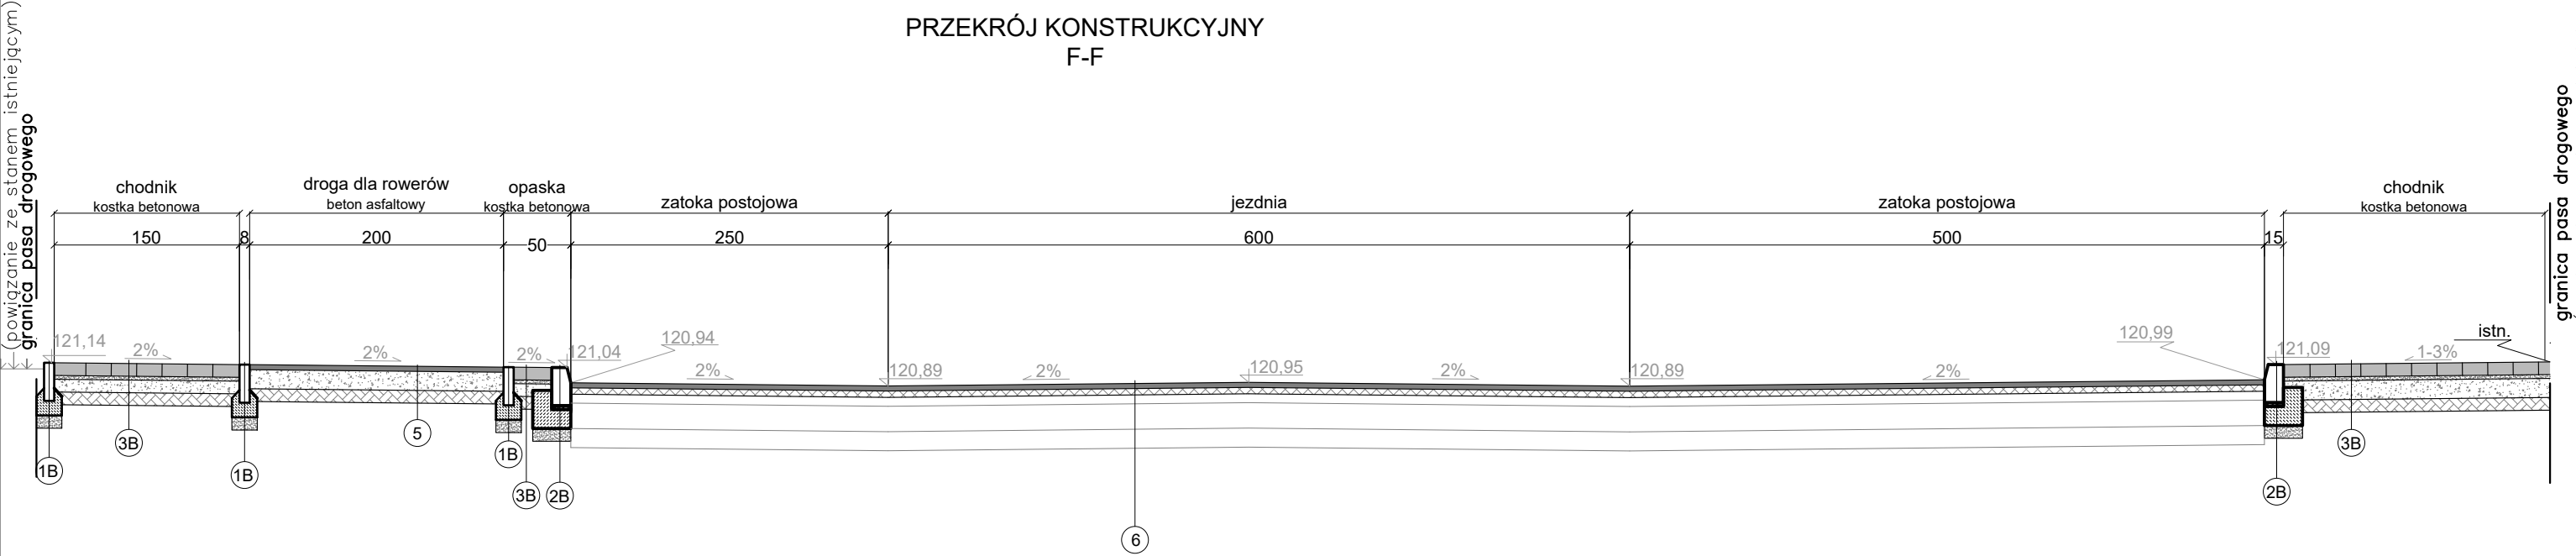 PRZEKRÓJ KONSTRUKCYJNY
F-F
(powiązanie ze stanem istniejącym)
granica pasa drogowego
chodnik
kostka betonowa
droga dla rowerów
beton asfaltowy
opaska
kostka betonowa
zatoka postojowa
jezdnia
zatoka postojowa
chodnik
kostka betonowa
granica pasa drogowego
150
8
200
50
250
600
500
15
121,14
2%
2%
2%
121,04
120,94
2%
120,89
2%
120,95
2%
120,89
2%
120,99
121,09
1-3%
istn.
1B
3B
1B
5
1B
3B
2B
6
2B
3B